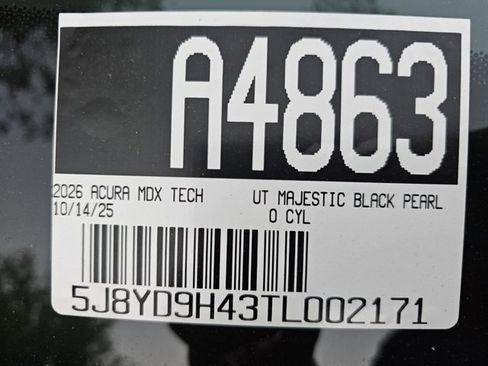 A4863
2026 ACURA MDX TECH UT MAJESTIC BLACK PEARL
10/14/25 0 CYL
5J8YD9H43TL002171